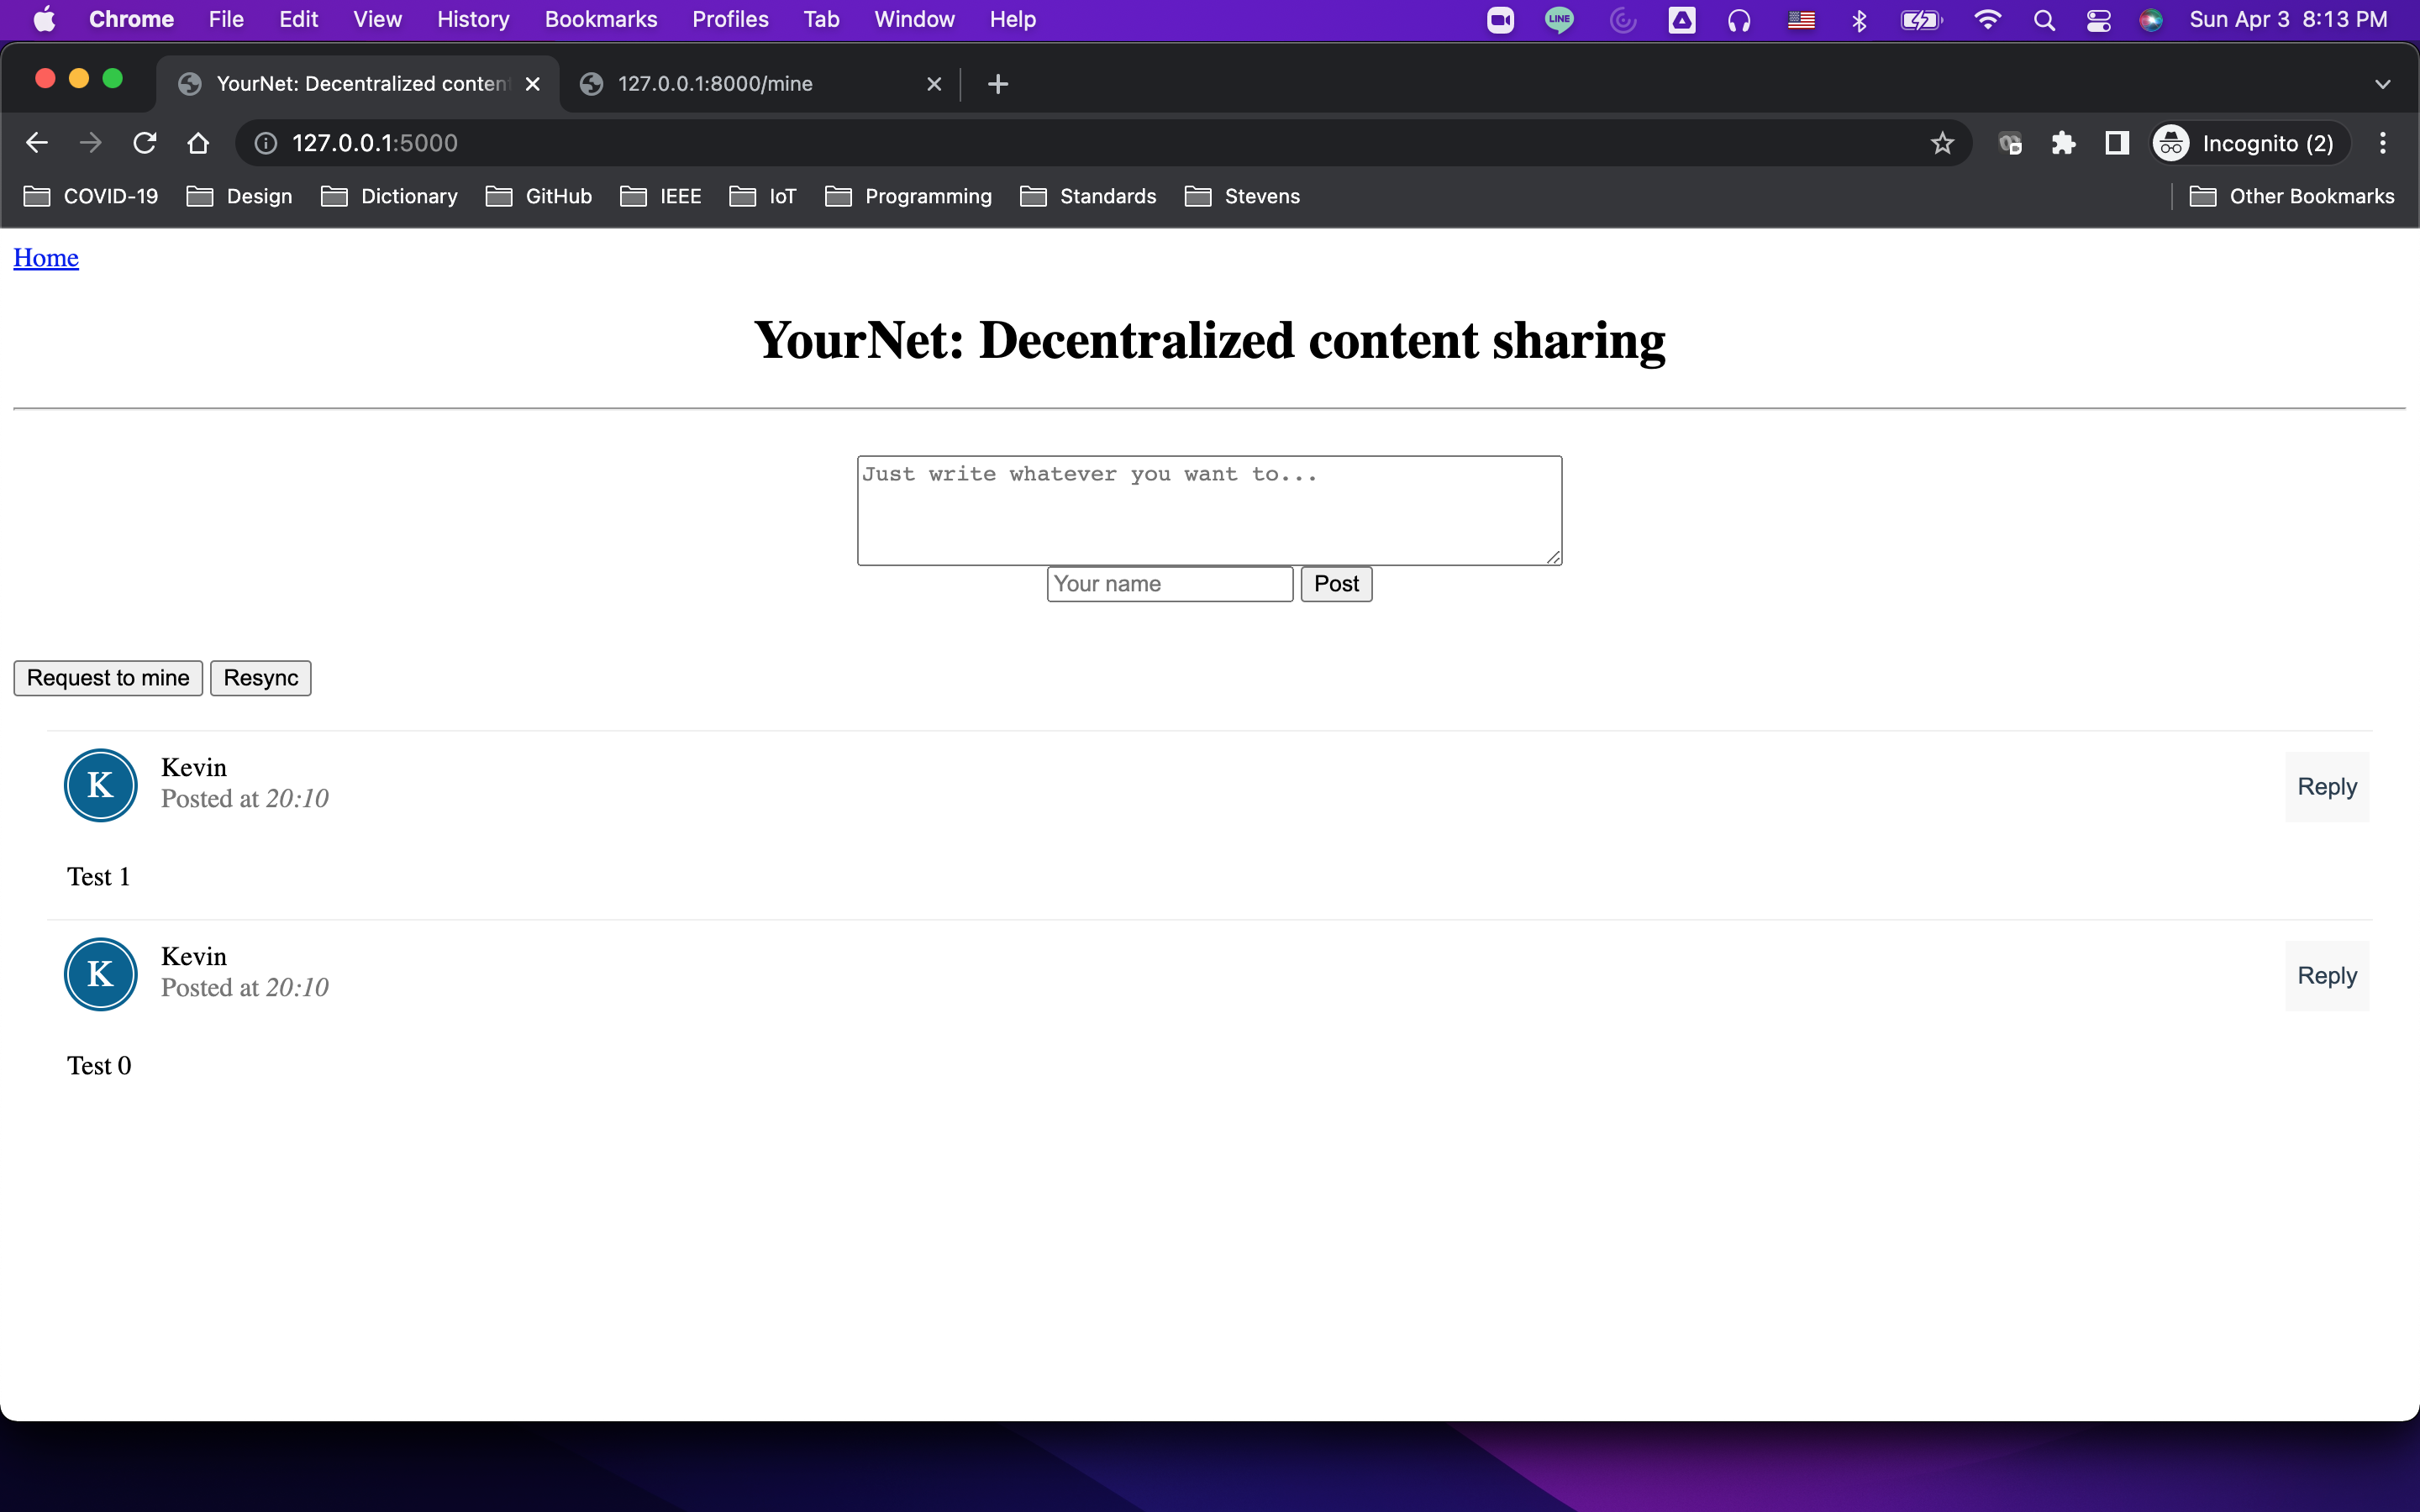 Chrome File Edit View History Bookmarks Profiles Tab Window Help LINE Sun Apr 3 8:13 PM
YourNet: Decentralized conten 127.0.0.1:8000/mine
127.0.0.1:5000 Incognito (2)
COVID-19 Design Dictionary GitHub IEEE IoT Programming Standards Stevens Other Bookmarks
Home
YourNet: Decentralized content sharing
Just write whatever you want to...
Your name Post
Request to mine Resync
K Kevin
Posted at 20:10
Reply
Test 1
K Kevin
Posted at 20:10
Reply
Test 0